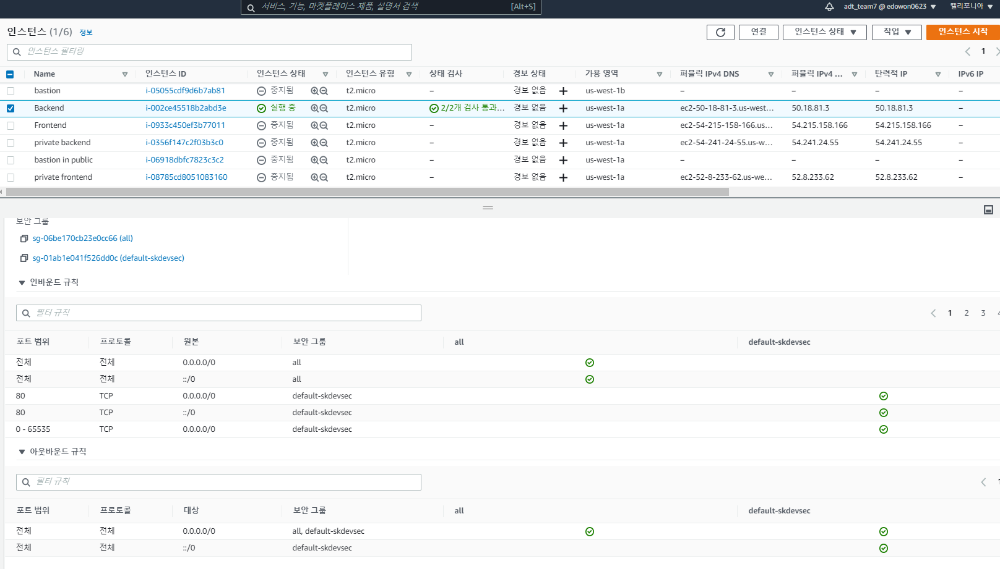 서비스, 기능, 마켓플레이스 제품, 설명서 검색 [Alt+S] adt_team7 @ edowon0623 ▼ 캘리포니아 ▼
인스턴스 (1/6) 정보 연결 인스턴스 상태 ▼ 작업 ▼ 인스턴스 시작
인스턴스 필터링 1
Name 인스턴스 ID 인스턴스 상태 인스턴스 유형 상태 검사 경보 상태 가용 영역 퍼블릭 IPv4 DNS 퍼블릭 IPv4 ... 탄력적 IP IPv6 IP
bastion i-05055cdf9d6b7ab81 중지됨 t2.micro – 경보 없음 + us-west-1b – – – –
Backend i-002ce45518b2abd3e 실행 중 t2.micro 2/2개 검사 통과... 경보 없음 + us-west-1a ec2-50-18-81-3.us-west... 50.18.81.3 50.18.81.3 –
Frontend i-0933c450ef3b77011 중지됨 t2.micro – 경보 없음 + us-west-1a ec2-54-215-158-166.us... 54.215.158.166 54.215.158.166 –
private backend i-0356f147c2f03b3c0 중지됨 t2.micro – 경보 없음 + us-west-1a ec2-54-241-24-55.us-w... 54.241.24.55 54.241.24.55 –
bastion in public i-06918dbfc7823c3c2 중지됨 t2.micro – 경보 없음 + us-west-1a – – – –
private frontend i-08785cd8051083160 중지됨 t2.micro – 경보 없음 + us-west-1a ec2-52-8-233-62.us-we... 52.8.233.62 52.8.233.62 –
보안 그룹
sg-06be170cb23e0cc66 (all)
sg-01ab1e041f526dd0c (default-skdevsec)
▼ 인바운드 규칙
필터 규칙 1 2 3 4
포트 범위 프로토콜 원본 보안 그룹 all default-skdevsec
전체 전체 0.0.0.0/0 all
전체 전체 ::/0 all
80 TCP 0.0.0.0/0 default-skdevsec
80 TCP ::/0 default-skdevsec
0 - 65535 TCP 0.0.0.0/0 default-skdevsec
▼ 아웃바운드 규칙
필터 규칙 1
포트 범위 프로토콜 대상 보안 그룹 all default-skdevsec
전체 전체 0.0.0.0/0 all, default-skdevsec
전체 전체 ::/0 default-skdevsec